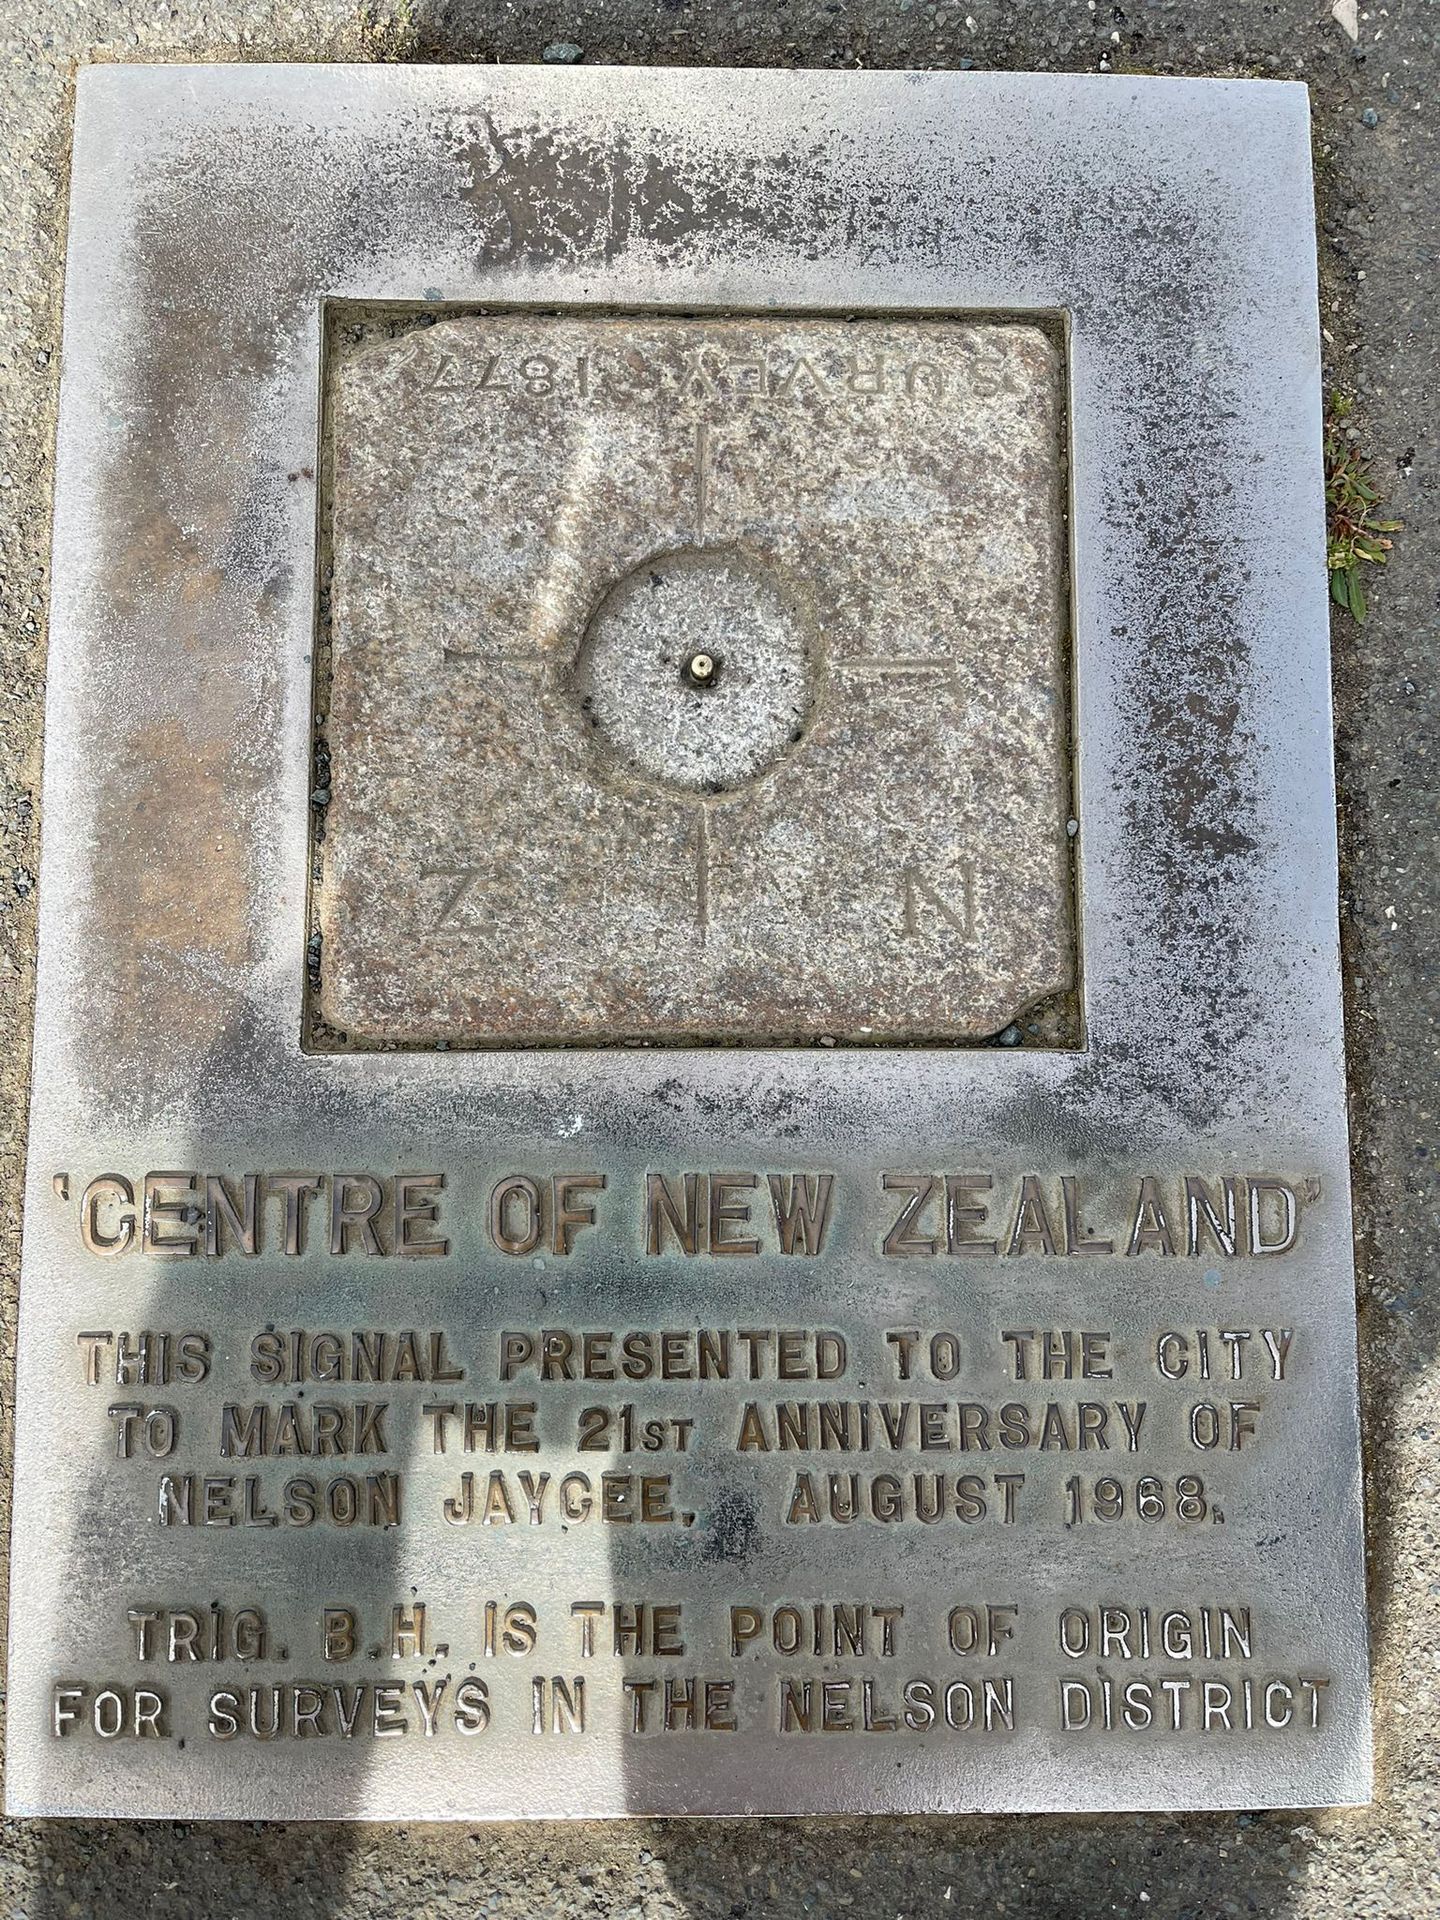 SURVEY - 1877
N Z
'CENTRE OF NEW ZEALAND'
THIS SIGNAL PRESENTED TO THE CITY
TO MARK THE 21ST ANNIVERSARY OF
NELSON JAYCEE, AUGUST 1968.
TRIG. B.H. IS THE POINT OF ORIGIN
FOR SURVEYS IN THE NELSON DISTRICT